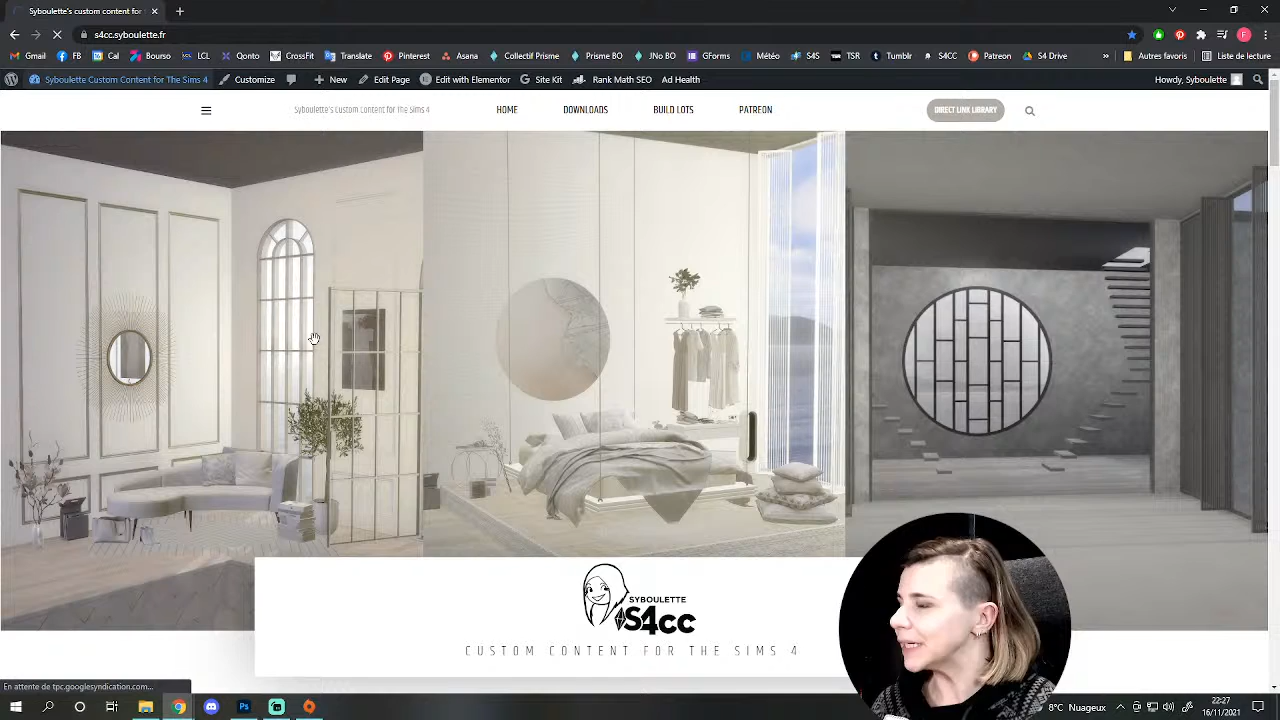 Syboulette's custom content for
s4cc.syboulette.fr
Gmail FB Cal Bourso LCL Qonto CrossFit Translate Pinterest Asana Collectif Prisme Prisme BO JNo BO GForms Météo S4S TSR Tumblr S4CC Patreon S4 Drive » Autres favoris Liste de lecture
Syboulette Custom Content for The Sims 4 Customize New Edit Page Edit with Elementor Site Kit Rank Math SEO Ad Health Howdy, Syboulette
Syboulette's Custom Content for the Sims 4 HOME DOWNLOADS BUILD LOTS PATREON DIRECT LINK LIBRARY
SYBOULETTE
S4cc
CUSTOM CONTENT FOR THE SIMS 4
En attente de tpc.googlesyndication.com...
8°C Nuageux
22:27
16/11/2021